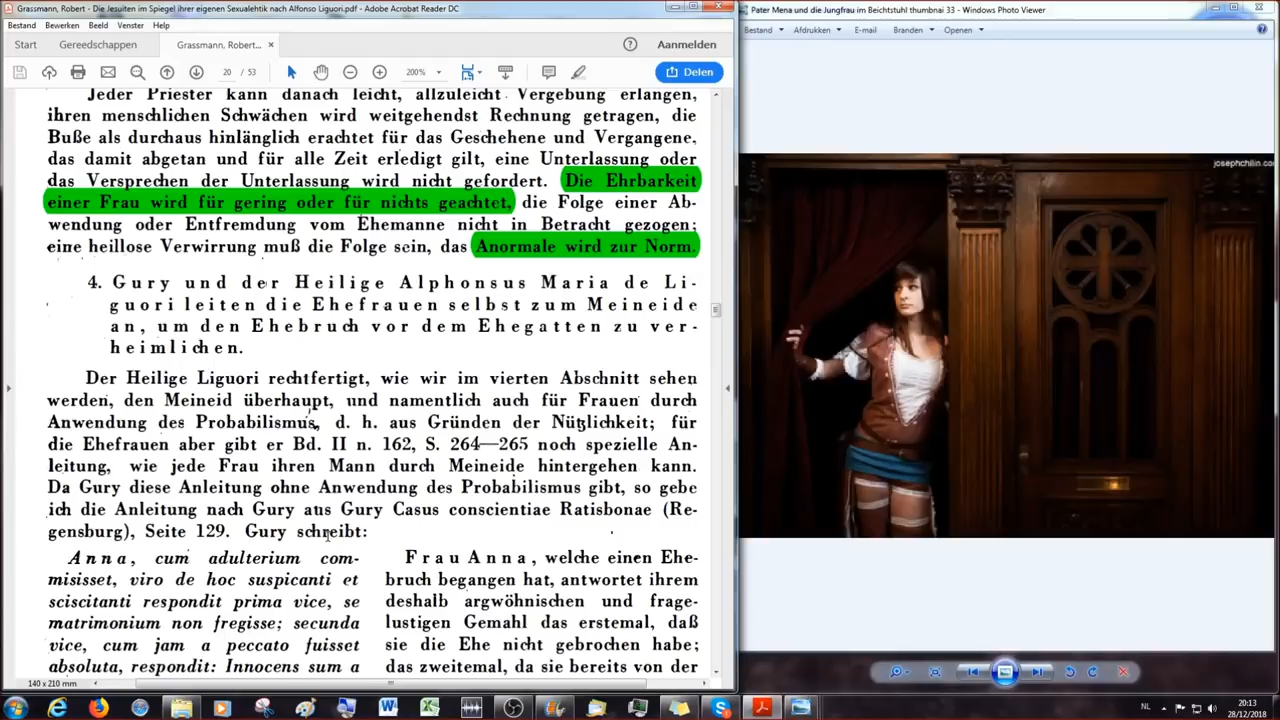 Grassmann, Robert - Die Jesuiten im Spiegel ihrer eigenen Sexualethik nach Alfonso Liguori.pdf - Adobe Acrobat Reader DC
Bestand Bewerken Beeld Venster Help
Start Gereedschappen Grassmann, Robert... × Aanmelden
20 / 53 200% Delen
Jeder Priester kann danach leicht, allzuleicht Vergebung erlangen,
ihren menschlichen Schwächen wird weitgehendst Rechnung getragen, die
Buße als durchaus hinlänglich erachtet für das Geschehene und Vergangene,
das damit abgetan und für alle Zeit erledigt gilt, eine Unterlassung oder
das Versprechen der Unterlassung wird nicht gefordert. Die Ehrbarkeit
einer Frau wird für gering oder für nichts geachtet, die Folge einer Ab-
wendung oder Entfremdung vom Ehemanne nicht in Betracht gezogen;
eine heillose Verwirrung muß die Folge sein, das Anormale wird zur Norm.
4. Gury und der Heilige Alphonsus Maria de Li-
guori leiten die Ehefrauen selbst zum Meineide
an, um den Ehebruch vor dem Ehegatten zu ver-
heimlichen.
Der Heilige Liguori rechtfertigt, wie wir im vierten Abschnitt sehen
werden, den Meineid überhaupt, und namentlich auch für Frauen durch
Anwendung des Probabilismus, d. h. aus Gründen der Nützlichkeit; für
die Ehefrauen aber gibt er Bd. II n. 162, S. 264—265 noch spezielle An-
leitung, wie jede Frau ihren Mann durch Meineide hintergehen kann.
Da Gury diese Anleitung ohne Anwendung des Probabilismus gibt, so gebe
ich die Anleitung nach Gury aus Gury Casus conscientiae Ratisbonae (Re-
gensburg), Seite 129. Gury schreibt:
Anna, cum adulterium com-
misisset, viro de hoc suspicanti et
sciscitanti respondit prima vice, se
matrimonium non fregisse; secunda
vice, cum jam a peccato fuisset
absoluta, respondit: Innocens sum a
Frau Anna, welche einen Ehe-
bruch begangen hat, antwortet ihrem
deshalb argwöhnischen und frage-
lustigen Gemahl das erstemal, daß
sie die Ehe nicht gebrochen habe;
das zweitemal, da sie bereits von der
140 x 210 mm
Pater Mena und die Jungfrau im Beichtstuhl thumbnai 33 - Windows Photo Viewer
Bestand Afdrukken E-mail Branden Openen
josephchilin.com
NL 20:13
28/12/2018